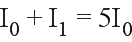 I₀ + I₁ = 5I₀